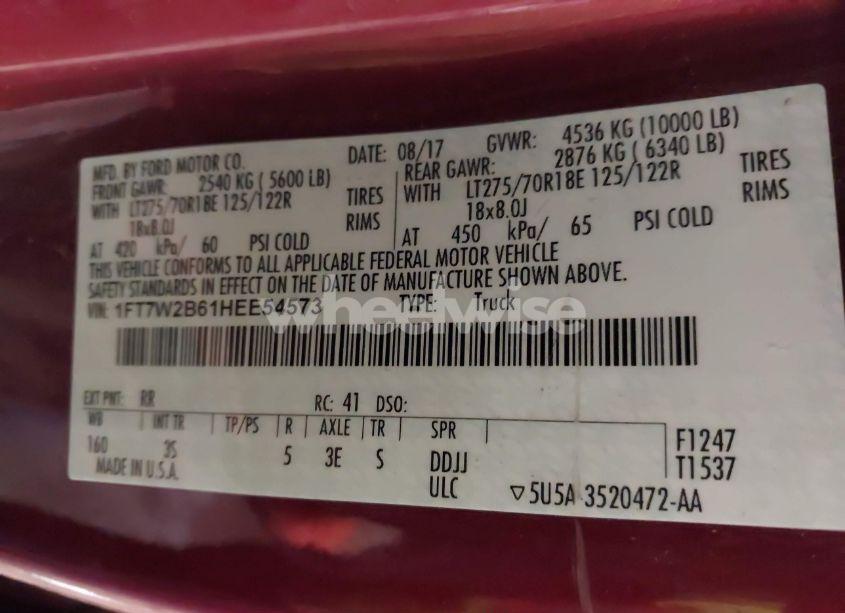 MFD. BY FORD MOTOR CO.
DATE: 08/17 GVWR: 4536 KG (10000 LB)
FRONT GAWR: 2540 KG ( 5600 LB) REAR GAWR: 2876 KG ( 6340 LB)
WITH LT275/70R18E 125/122R TIRES WITH LT275/70R18E 125/122R TIRES
18x8.0J RIMS 18x8.0J RIMS
AT 420 kPa/ 60 PSI COLD AT 450 kPa/ 65 PSI COLD
THIS VEHICLE CONFORMS TO ALL APPLICABLE FEDERAL MOTOR VEHICLE
SAFETY STANDARDS IN EFFECT ON THE DATE OF MANUFACTURE SHOWN ABOVE.
VIN: 1FT7W2B61HEE54573 TYPE: Truck
wheelwise
EXT PNT: RR RC: 41 DSO:
WB INT TR TP/PS R AXLE TR SPR
160 3S 5 3E S DDJJ
MADE IN U.S.A. ULC
F1247
T1537
▽5U5A 3520472-AA